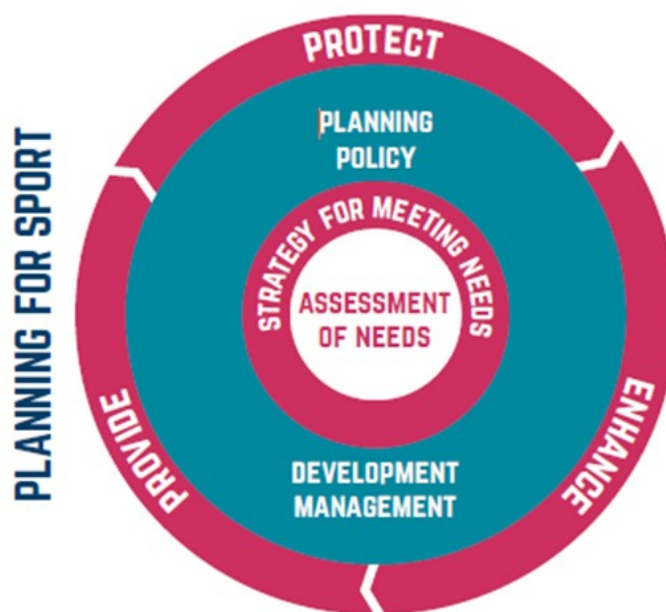 PLANNING FOR SPORT
PROTECT
PLANNING
POLICY
STRATEGY FOR MEETING NEEDS
ASSESSMENT
OF NEEDS
PROVIDE
ENHANCE
DEVELOPMENT
MANAGEMENT